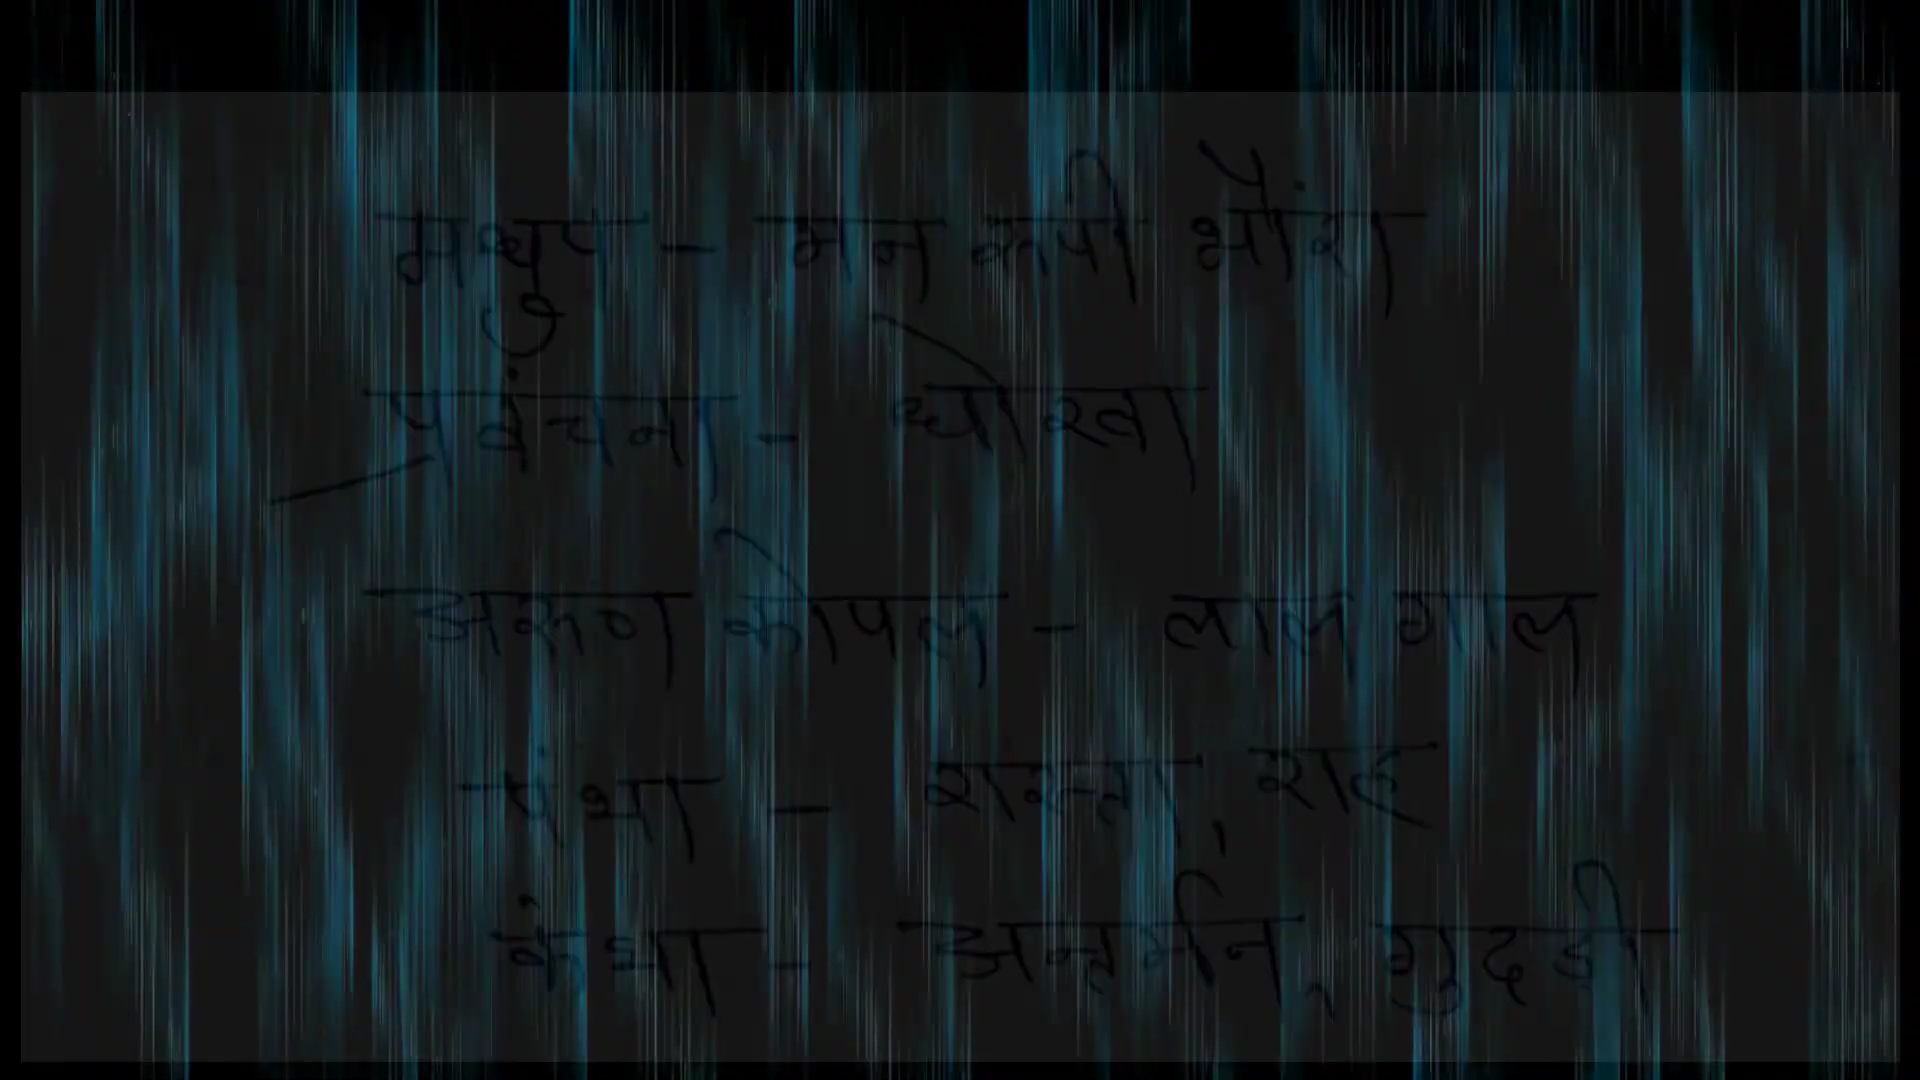 मधुप - मन रूपी भौंरा
प्रवंचना - धोखा
अरुण कोपल - लाल गाल
पंथा - रास्ता, राह
कंथा - अन्तर्मन, गुदड़ी